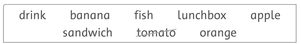 drink banana fish lunchbox apple
sandwich tomato orange